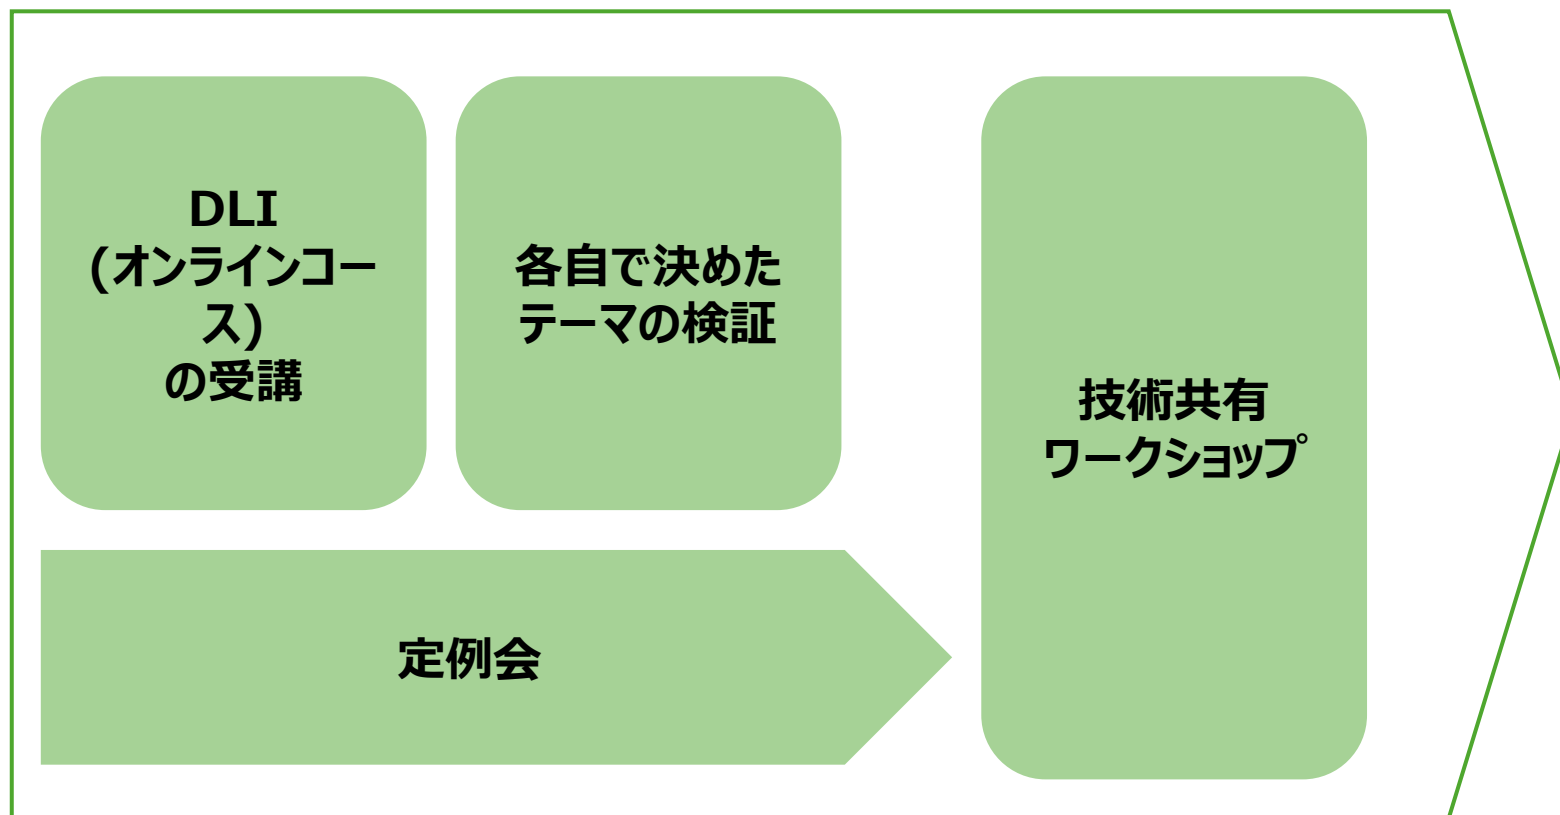 DLI
(オンラインコー
ス)
の受講
各自で決めた
テーマの検証
技術共有
ワークショップ
定例会